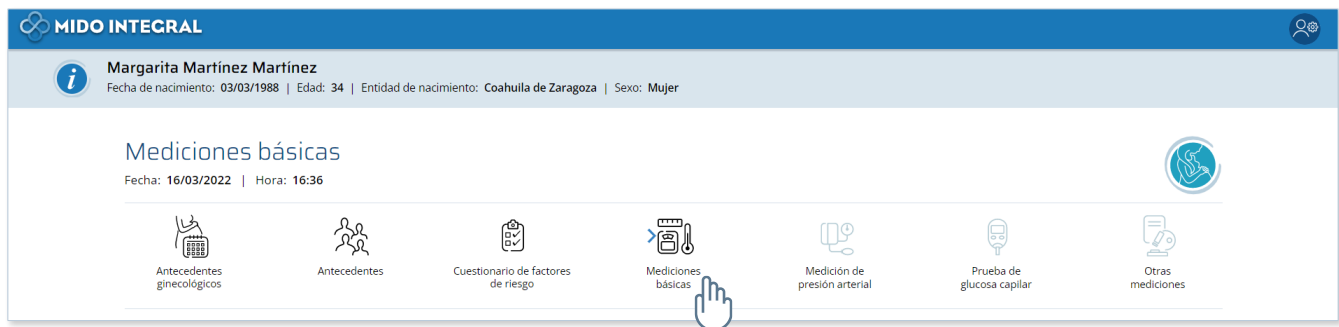 MIDO INTEGRAL
i
Margarita Martínez Martínez
Fecha de nacimiento: 03/03/1988 | Edad: 34 | Entidad de nacimiento: Coahuila de Zaragoza | Sexo: Mujer
Mediciones básicas
Fecha: 16/03/2022 | Hora: 16:36
Antecedentes
ginecológicos
Antecedentes
Cuestionario de factores
de riesgo
Mediciones
básicas
Medición de
presión arterial
Prueba de
glucosa capilar
Otras
mediciones